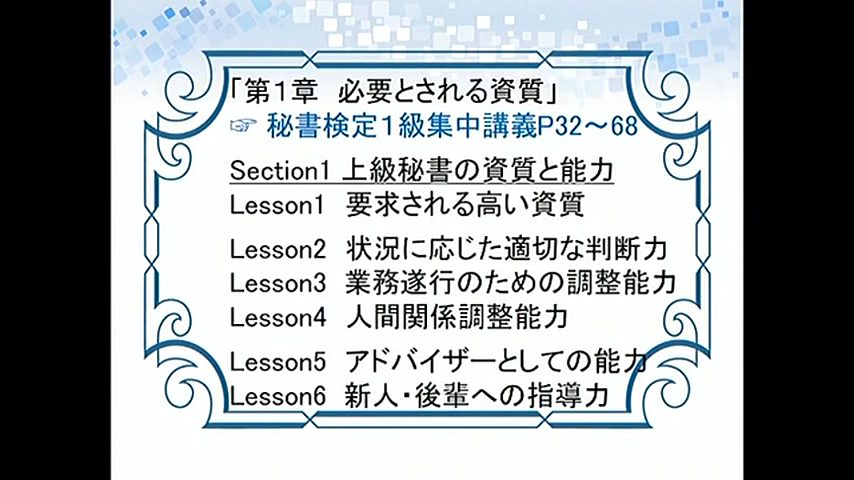 「第１章　必要とされる資質」
☞ 秘書検定１級集中講義P32～68
Section1 上級秘書の資質と能力
Lesson1　要求される高い資質
Lesson2　状況に応じた適切な判断力
Lesson3　業務遂行のための調整能力
Lesson4　人間関係調整能力
Lesson5　アドバイザーとしての能力
Lesson6　新人・後輩への指導力